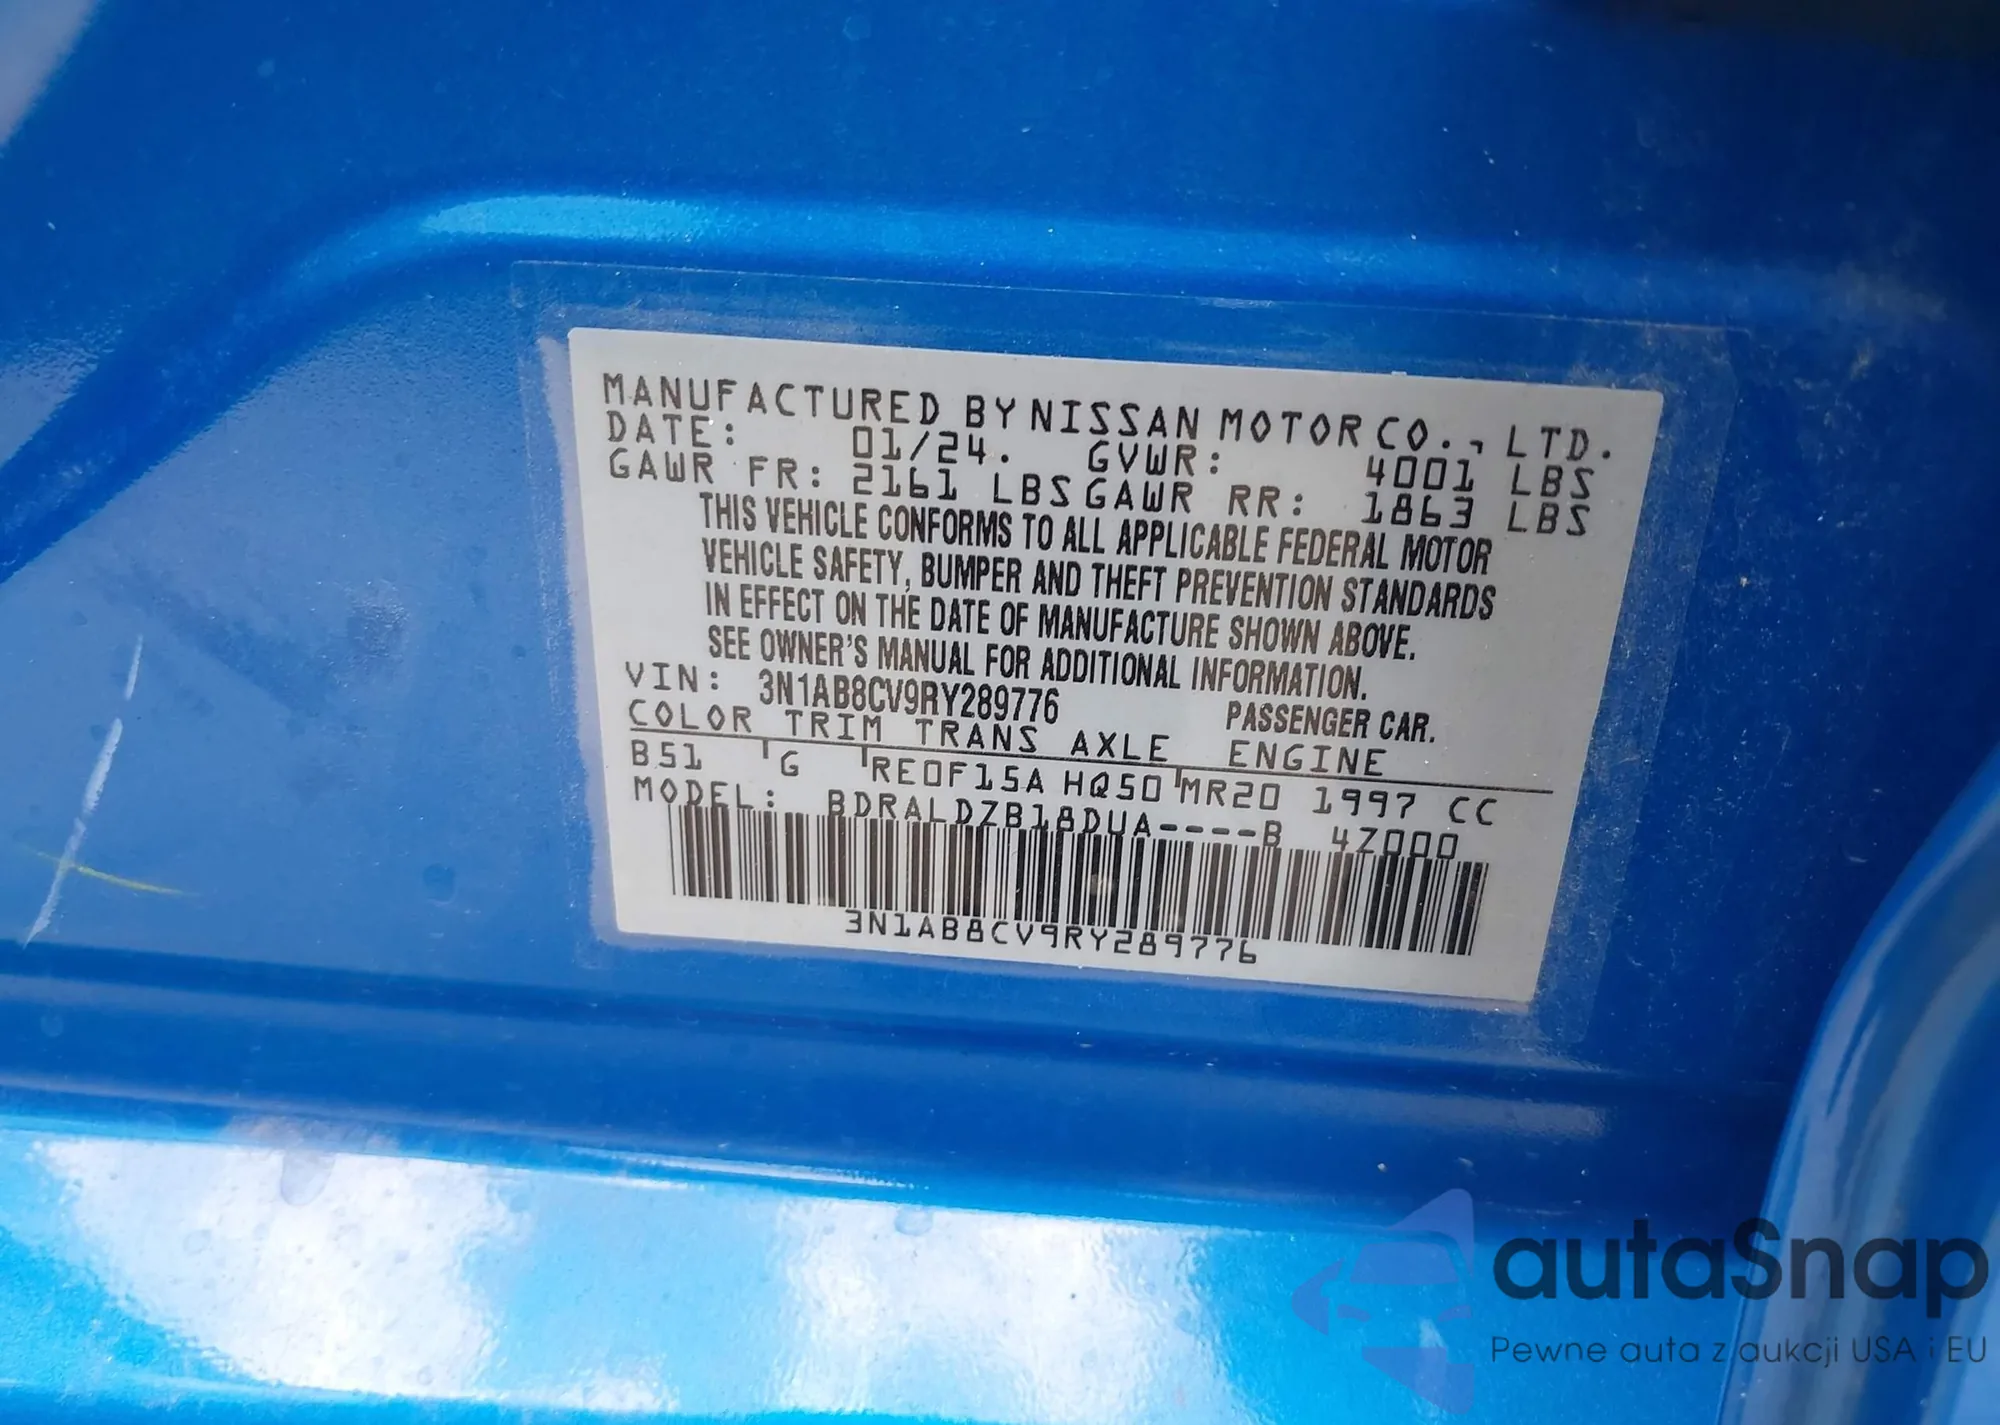 MANUFACTURED BY NISSAN MOTOR CO., LTD.
DATE: 01/24. GVWR: 4001 LBS
GAWR FR: 2161 LBS GAWR RR: 1863 LBS
THIS VEHICLE CONFORMS TO ALL APPLICABLE FEDERAL MOTOR
VEHICLE SAFETY, BUMPER AND THEFT PREVENTION STANDARDS
IN EFFECT ON THE DATE OF MANUFACTURE SHOWN ABOVE.
SEE OWNER'S MANUAL FOR ADDITIONAL INFORMATION.
VIN: 3N1AB8CV9RY289776 PASSENGER CAR.
COLOR TRIM TRANS AXLE ENGINE
B51 G RE0F15A HQ50 MR20 1997 CC
MODEL: BDRALDZB18DUA----B 4Z000
3N1AB8CV9RY289776
autaSnap
Pewne auta z aukcji USA i EU